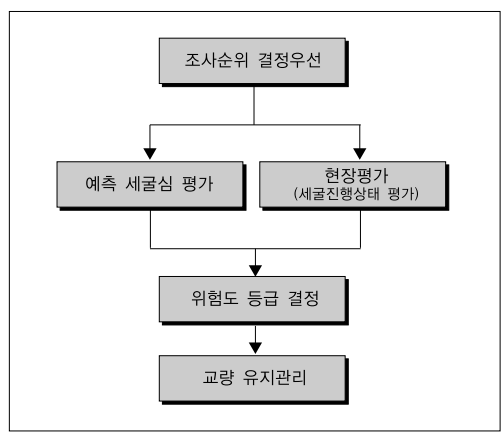 조사순위 결정우선
예측 세굴심 평가
현장평가
(세굴진행상태 평가)
위험도 등급 결정
교량 유지관리